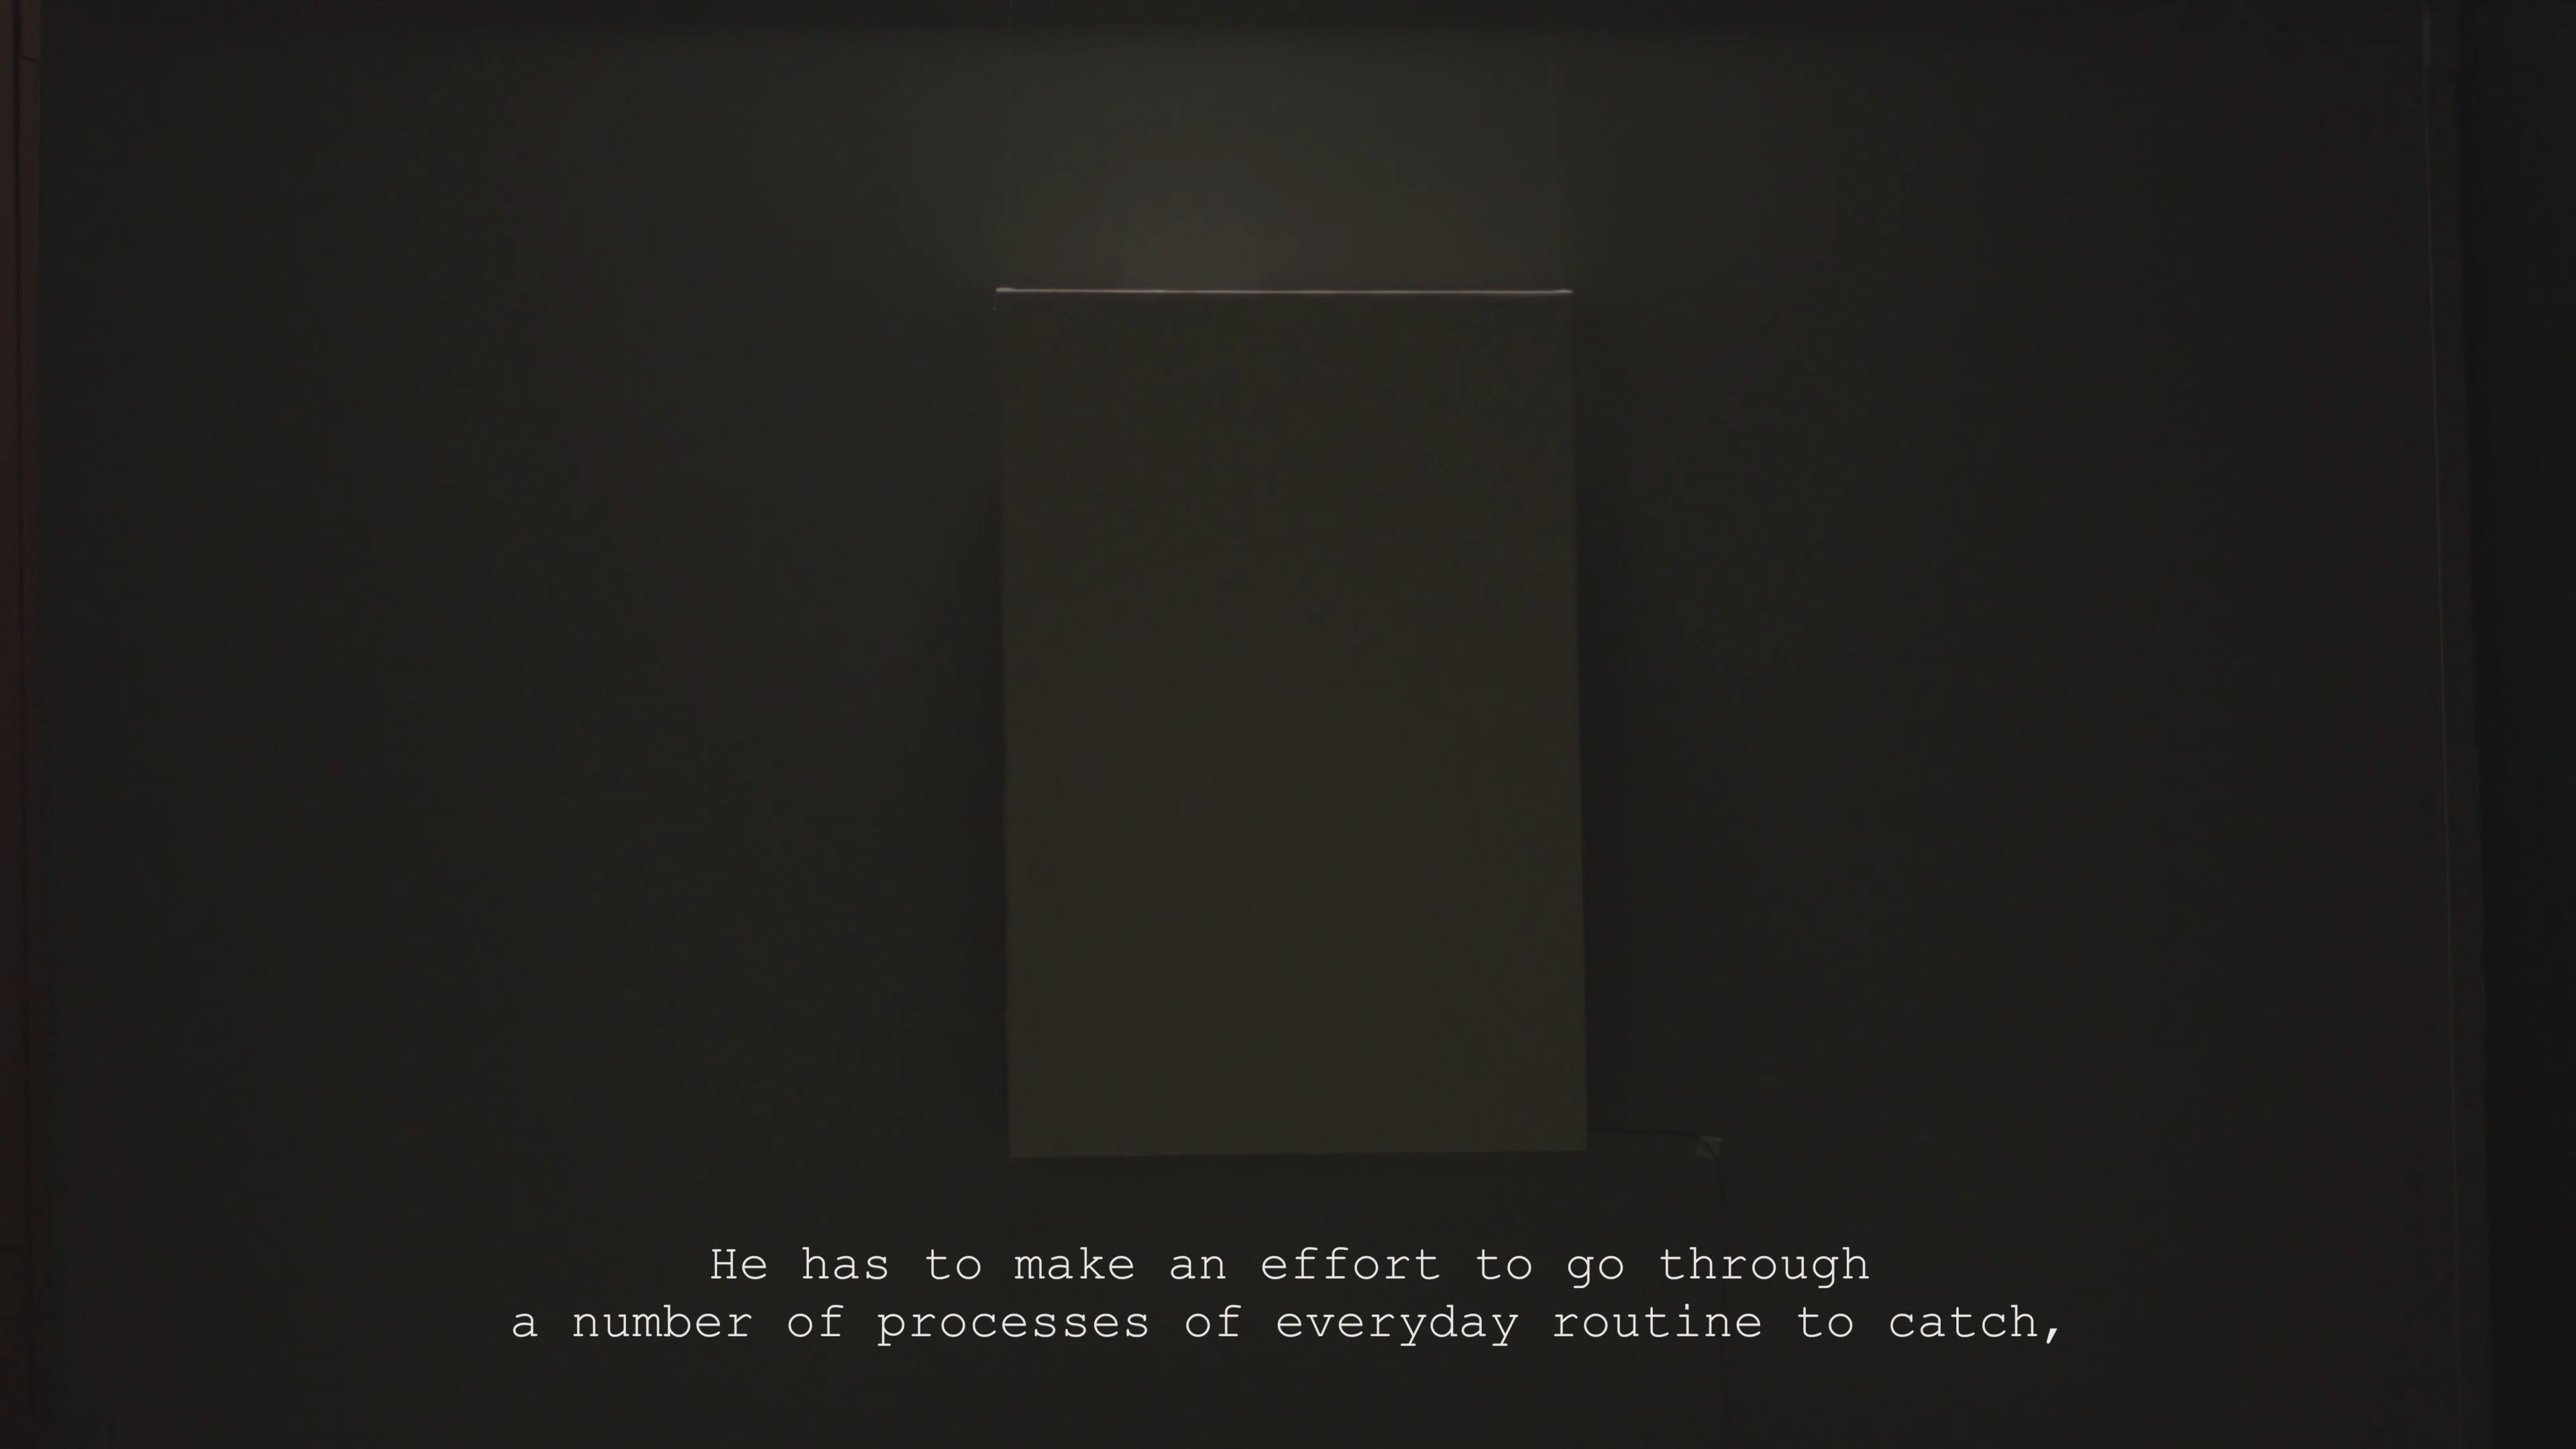 He has to make an effort to go through
a number of processes of everyday routine to catch,